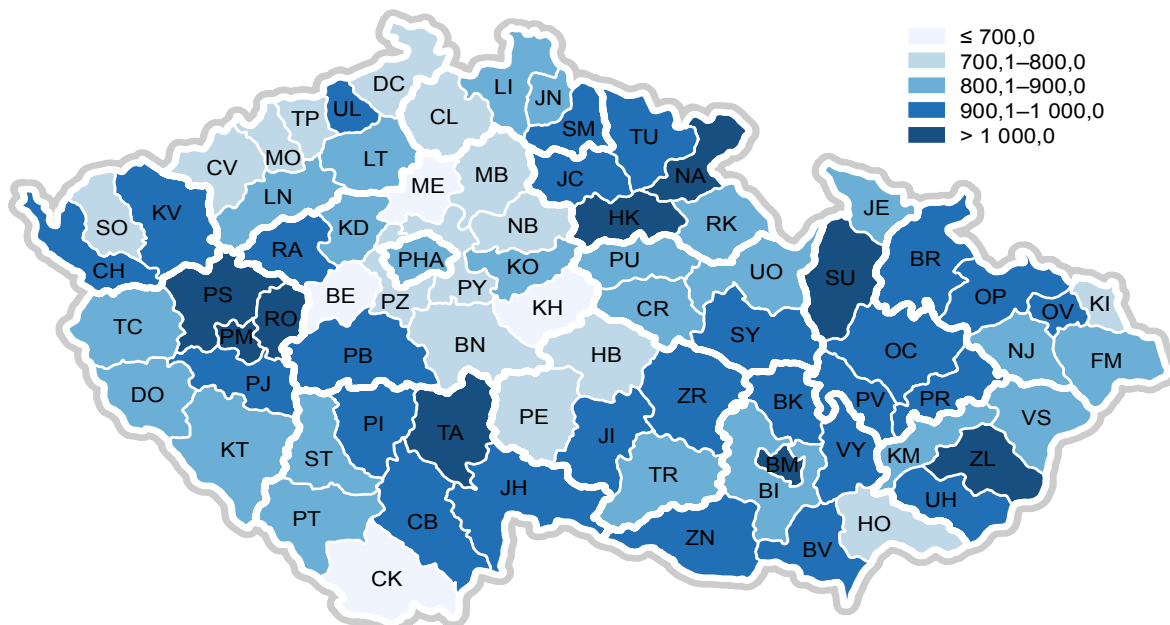 ≤ 700,0
700,1–800,0
800,1–900,0
900,1–1 000,0
> 1 000,0
DC
LI
JN
UL
TP
CL
SM
TU
MO
LT
CV
ME
MB
JC
NA
LN
SO
KV
KD
NB
HK
RK
JE
RA
CH
PHA
KO
PU
UO
SU
BR
PS
BE
PZ
PY
KH
CR
OP
OV
KI
TC
PM
RO
SY
PB
BN
HB
OC
NJ
FM
PJ
DO
PE
ZR
BK
PV
PR
VS
PI
TA
JI
KT
ST
TR
BM
VY
KM
ZL
BI
JH
UH
PT
CB
HO
ZN
BV
CK